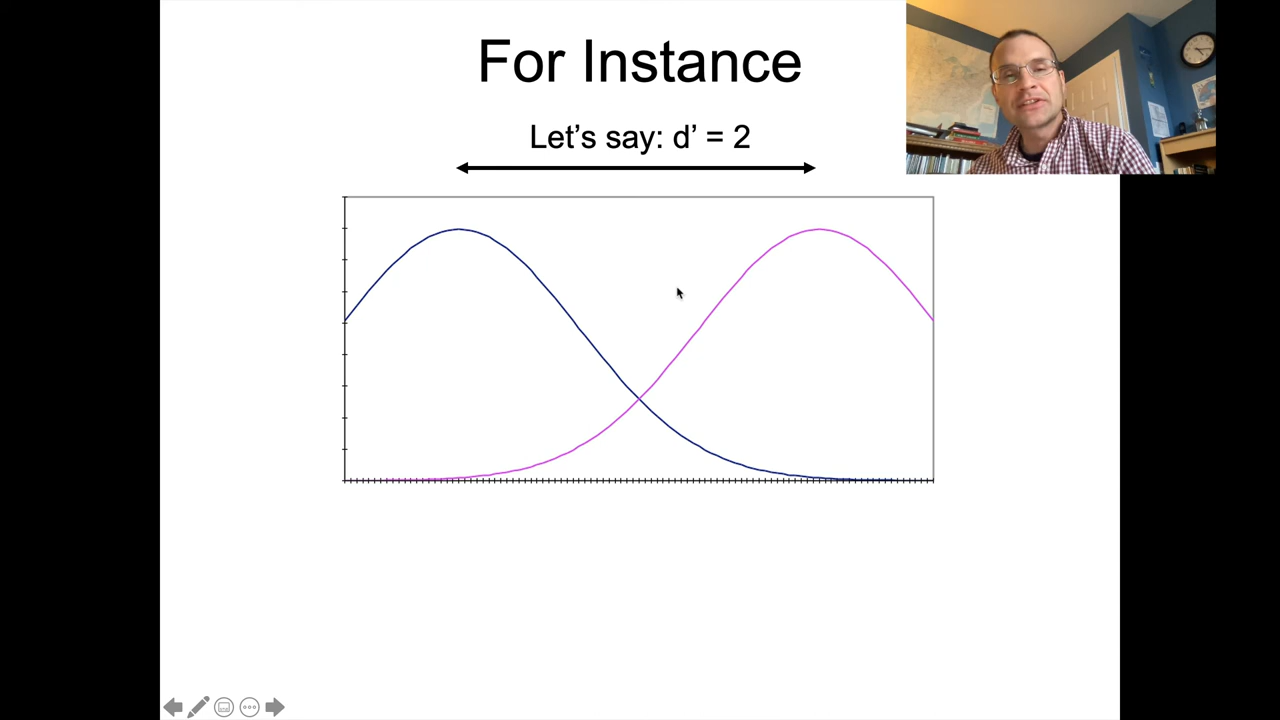 For Instance
Let’s say: d’ = 2